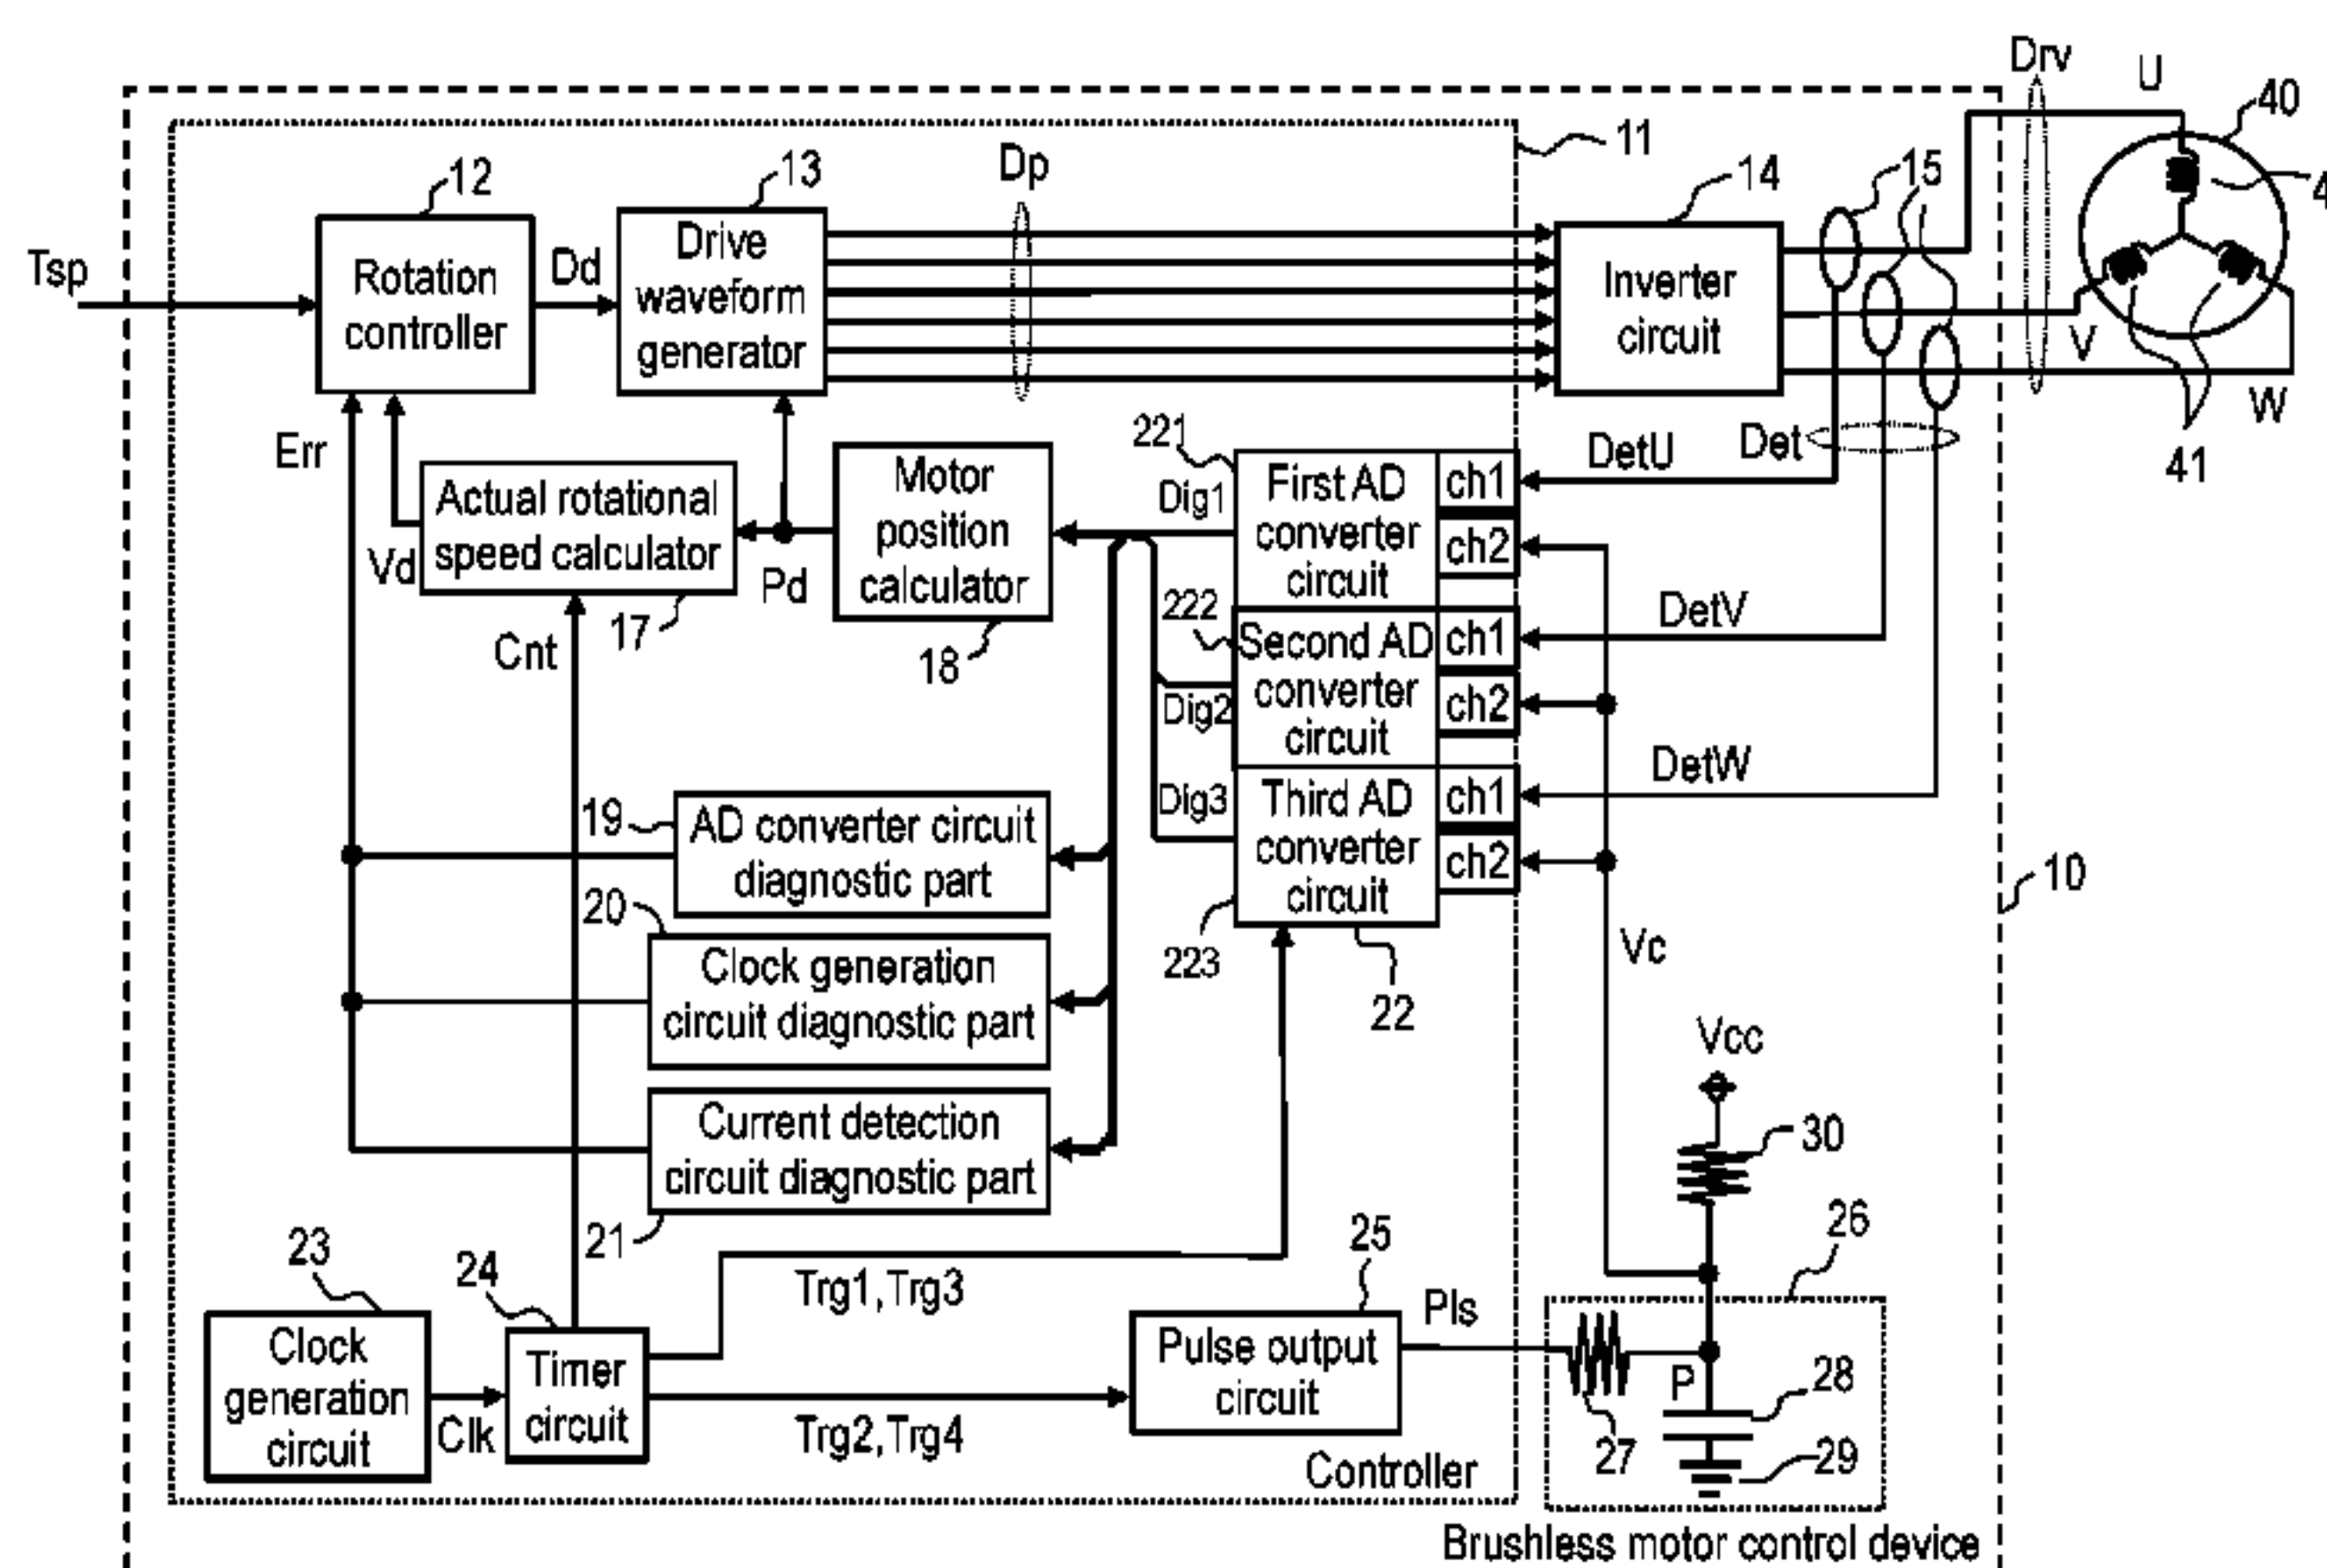 Drv
U
40
11
Dp
12
13
14
15
4
Tsp
Rotation
controller
Dd
Drive
waveform
generator
Inverter
circuit
V
W
41
Err
Vd
Actual rotational
speed calculator
17
Pd
Motor
position
calculator
18
221
Dig1
First AD
converter
circuit
ch1
ch2
DetU
Det
Cnt
222
Dig2
Second AD
converter
circuit
ch1
ch2
DetV
Dig3
Third AD
converter
circuit
ch1
ch2
DetW
223
22
Vc
10
19
AD converter circuit
diagnostic part
20
Clock generation
circuit diagnostic part
21
Current detection
circuit diagnostic part
Vcc
30
26
23
Clock
generation
circuit
Clk
24
Timer
circuit
Trg1,Trg3
Trg2,Trg4
25
Pulse output
circuit
Pls
27
P
28
29
Controller
Brushless motor control device